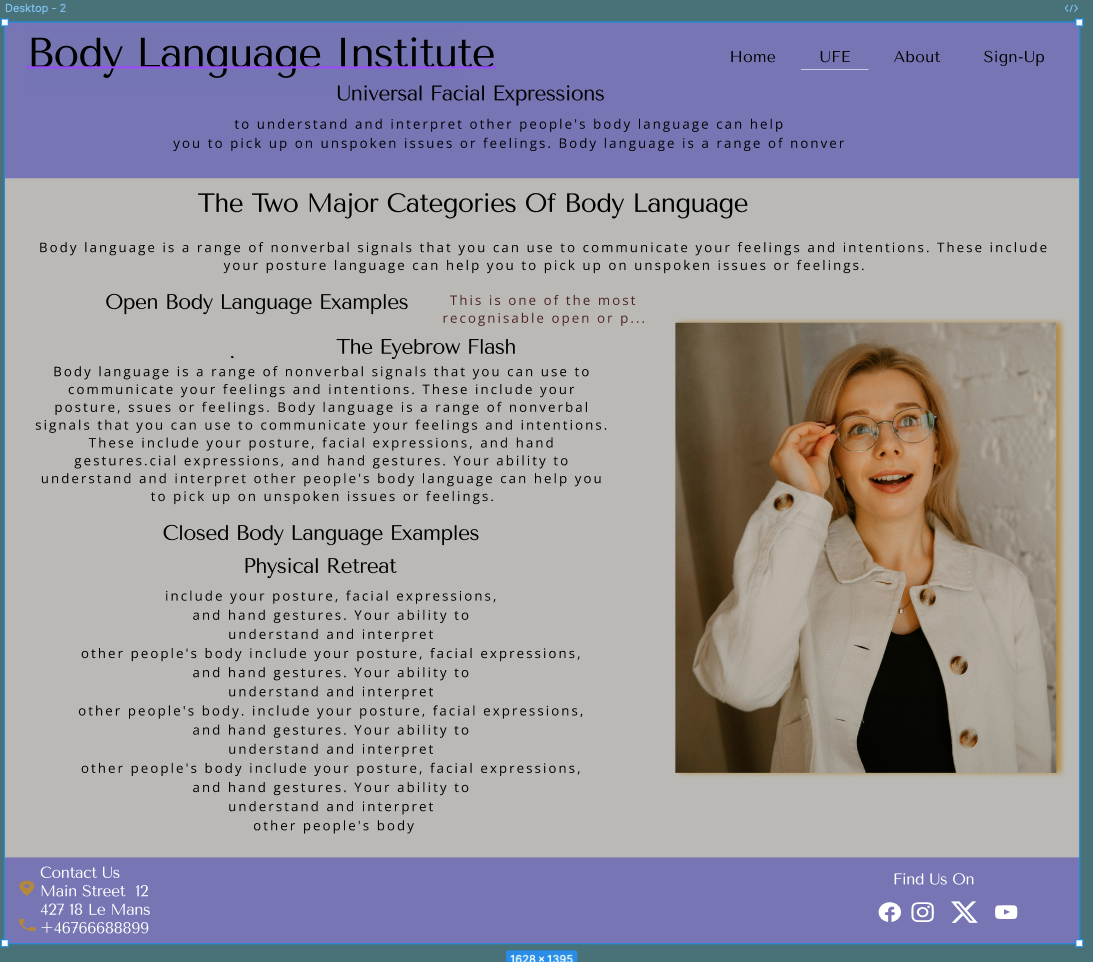 Desktop - 2
</>
Body Language Institute
Home UFE About Sign-Up
Universal Facial Expressions
to understand and interpret other people's body language can help
you to pick up on unspoken issues or feelings. Body language is a range of nonver
The Two Major Categories Of Body Language
Body language is a range of nonverbal signals that you can use to communicate your feelings and intentions. These include
your posture language can help you to pick up on unspoken issues or feelings.
Open Body Language Examples
This is one of the most
recognisable open or p...
.
The Eyebrow Flash
Body language is a range of nonverbal signals that you can use to
communicate your feelings and intentions. These include your
posture, ssues or feelings. Body language is a range of nonverbal
signals that you can use to communicate your feelings and intentions.
These include your posture, facial expressions, and hand
gestures.cial expressions, and hand gestures. Your ability to
understand and interpret other people's body language can help you
to pick up on unspoken issues or feelings.
Closed Body Language Examples
Physical Retreat
include your posture, facial expressions,
and hand gestures. Your ability to
understand and interpret
other people's body include your posture, facial expressions,
and hand gestures. Your ability to
understand and interpret
other people's body. include your posture, facial expressions,
and hand gestures. Your ability to
understand and interpret
other people's body include your posture, facial expressions,
and hand gestures. Your ability to
understand and interpret
other people's body
Contact Us
Main Street 12
427 18 Le Mans
+46766688899
Find Us On
1628 × 1395